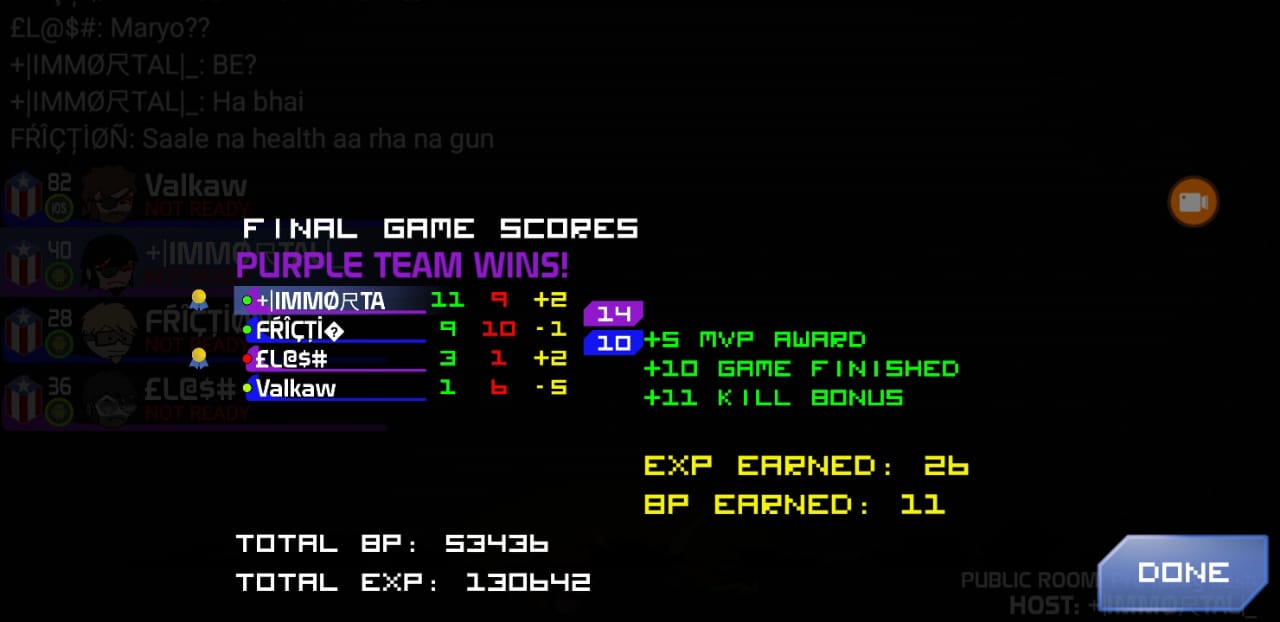 £L@$#: Maryo??
+|IMMØ尺TAL|_: BE?
+|IMMØ尺TAL|_: Ha bhai
FŔÎÇŢİØÑ: Saale na health aa rha na gun
82 Valkaw
iOS NOT READY
40 +|IMMØ尺TAL|_
28 FŔÎÇŢİØ
36 £L@$#
NOT READY
FINAL GAME SCORES
PURPLE TEAM WINS!
+|IMMØ尺TA 11 9 +2
FŔÎÇŢİ� 9 10 -1
£L@$# 3 1 +2
Valkaw 1 6 -5
14
10
+5 MVP AWARD
+10 GAME FINISHED
+11 KILL BONUS
EXP EARNED: 26
BP EARNED: 11
TOTAL BP: 53436
TOTAL EXP: 130642
PUBLIC ROOM
HOST: +|IMMØ尺TAL|_
DONE